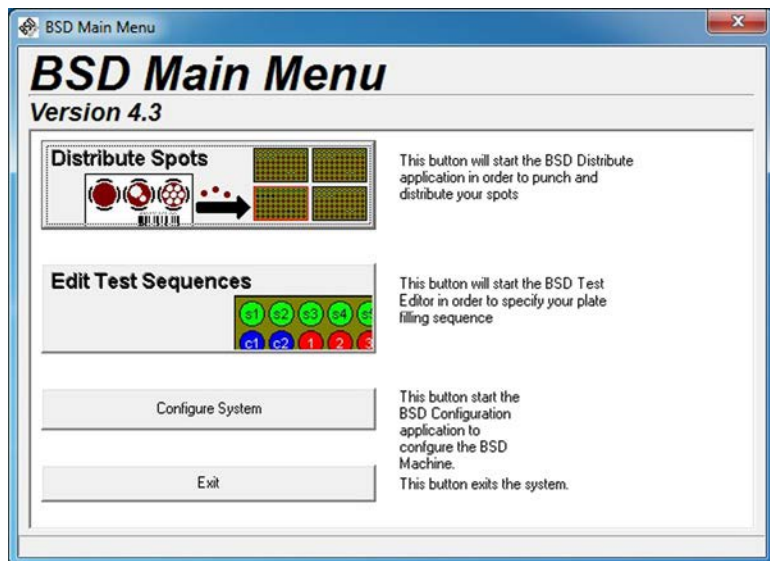 BSD Main Menu
BSD Main Menu
Version 4.3
Distribute Spots
This button will start the BSD Distribute
application in order to punch and
distribute your spots
Edit Test Sequences
s1 s2 s3 s4
c1 c2 1 2 3
This button will start the BSD Test
Editor in order to specify your plate
filling sequence
Configure System
This button start the
BSD Configuration
application to
confgure the BSD
Machine.
Exit
This button exits the system.